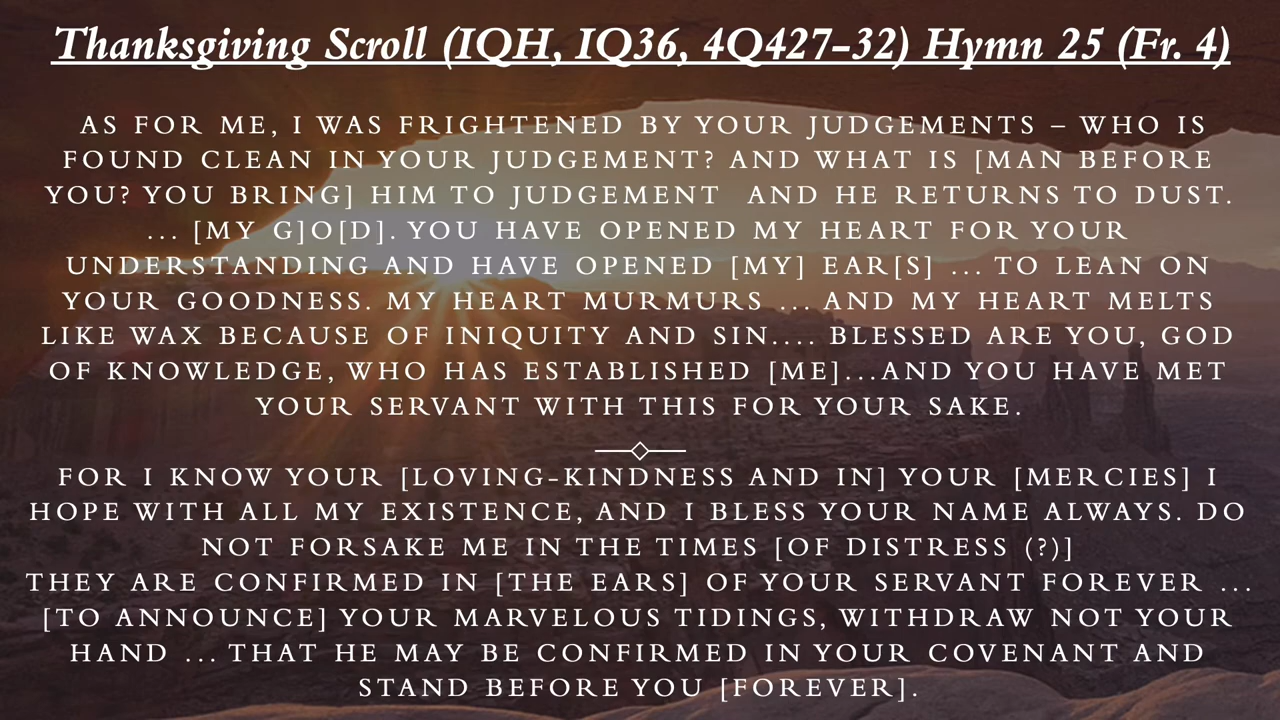 Thanksgiving Scroll (IQH, IQ36, 4Q427-32) Hymn 25 (Fr. 4)
AS FOR ME, I WAS FRIGHTENED BY YOUR JUDGEMENTS – WHO IS
FOUND CLEAN IN YOUR JUDGEMENT? AND WHAT IS [MAN BEFORE
YOU? YOU BRING] HIM TO JUDGEMENT AND HE RETURNS TO DUST.
... [MY G]O[D]. YOU HAVE OPENED MY HEART FOR YOUR
UNDERSTANDING AND HAVE OPENED [MY] EAR[S] ... TO LEAN ON
YOUR GOODNESS. MY HEART MURMURS ... AND MY HEART MELTS
LIKE WAX BECAUSE OF INIQUITY AND SIN.... BLESSED ARE YOU, GOD
OF KNOWLEDGE, WHO HAS ESTABLISHED [ME]...AND YOU HAVE MET
YOUR SERVANT WITH THIS FOR YOUR SAKE.
FOR I KNOW YOUR [LOVING-KINDNESS AND IN] YOUR [MERCIES] I
HOPE WITH ALL MY EXISTENCE, AND I BLESS YOUR NAME ALWAYS. DO
NOT FORSAKE ME IN THE TIMES [OF DISTRESS (?)]
THEY ARE CONFIRMED IN [THE EARS] OF YOUR SERVANT FOREVER ...
[TO ANNOUNCE] YOUR MARVELOUS TIDINGS, WITHDRAW NOT YOUR
HAND ... THAT HE MAY BE CONFIRMED IN YOUR COVENANT AND
STAND BEFORE YOU [FOREVER].